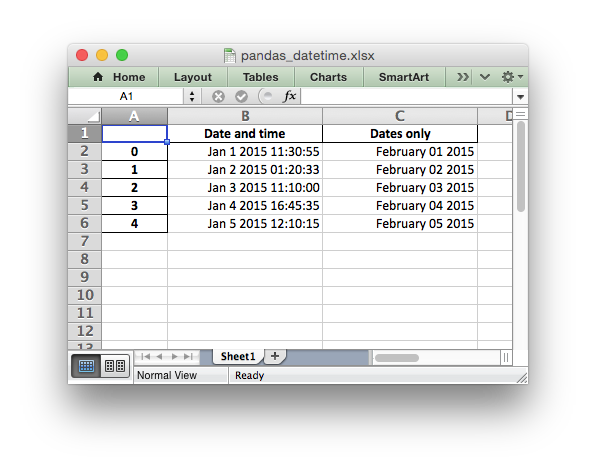 pandas_datetime.xlsx
Home Layout Tables Charts SmartArt
A1 fx
A B C D
1 Date and time Dates only
2 0 Jan 1 2015 11:30:55 February 01 2015
3 1 Jan 2 2015 01:20:33 February 02 2015
4 2 Jan 3 2015 11:10:00 February 03 2015
5 3 Jan 4 2015 16:45:35 February 04 2015
6 4 Jan 5 2015 12:10:15 February 05 2015
7
8
9
10
11
12
13
Sheet1
Normal View Ready